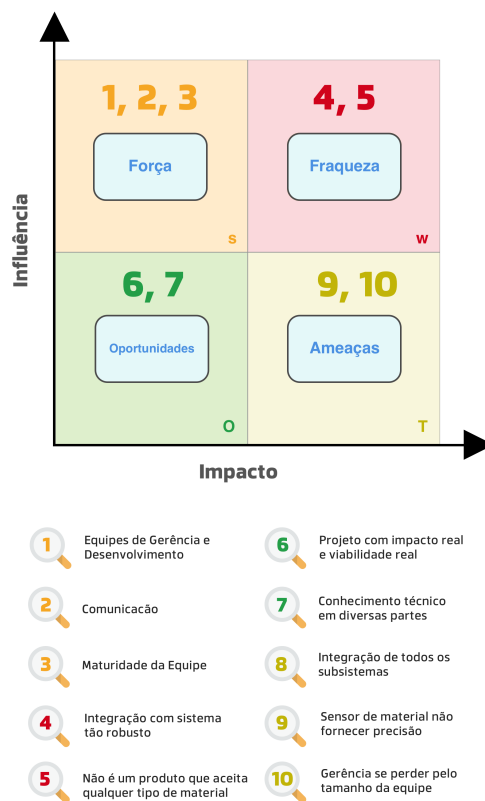 1, 2, 3
4, 5
Força
Fraqueza
S
W
Influência
6, 7
9, 10
Oportunidades
Ameaças
O
T
Impacto
1
Equipes de Gerência e
Desenvolvimento
2
Comunicacão
3
Maturidade da Equipe
4
Integração com sistema
tão robusto
5
Não é um produto que aceita
qualquer tipo de material
6
Projeto com impacto real
e viabilidade real
7
Conhecimento técnico
em diversas partes
8
Integração de todos os
subsistemas
9
Sensor de material não
fornecer precisão
10
Gerência se perder pelo
tamanho da equipe